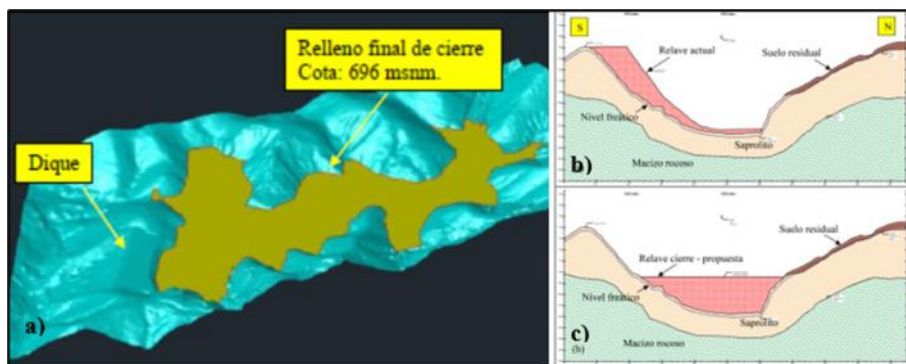 Relleno final de cierre
Cota: 696 msnm.
Dique
a)
S
N
Relave actual
Suelo residual
Nivel freático
Saprolito
Macizo rocoso
b)
Suelo residual
Relave cierre - propuesta
Nivel freático
Saprolito
Macizo rocoso
c)
(b)